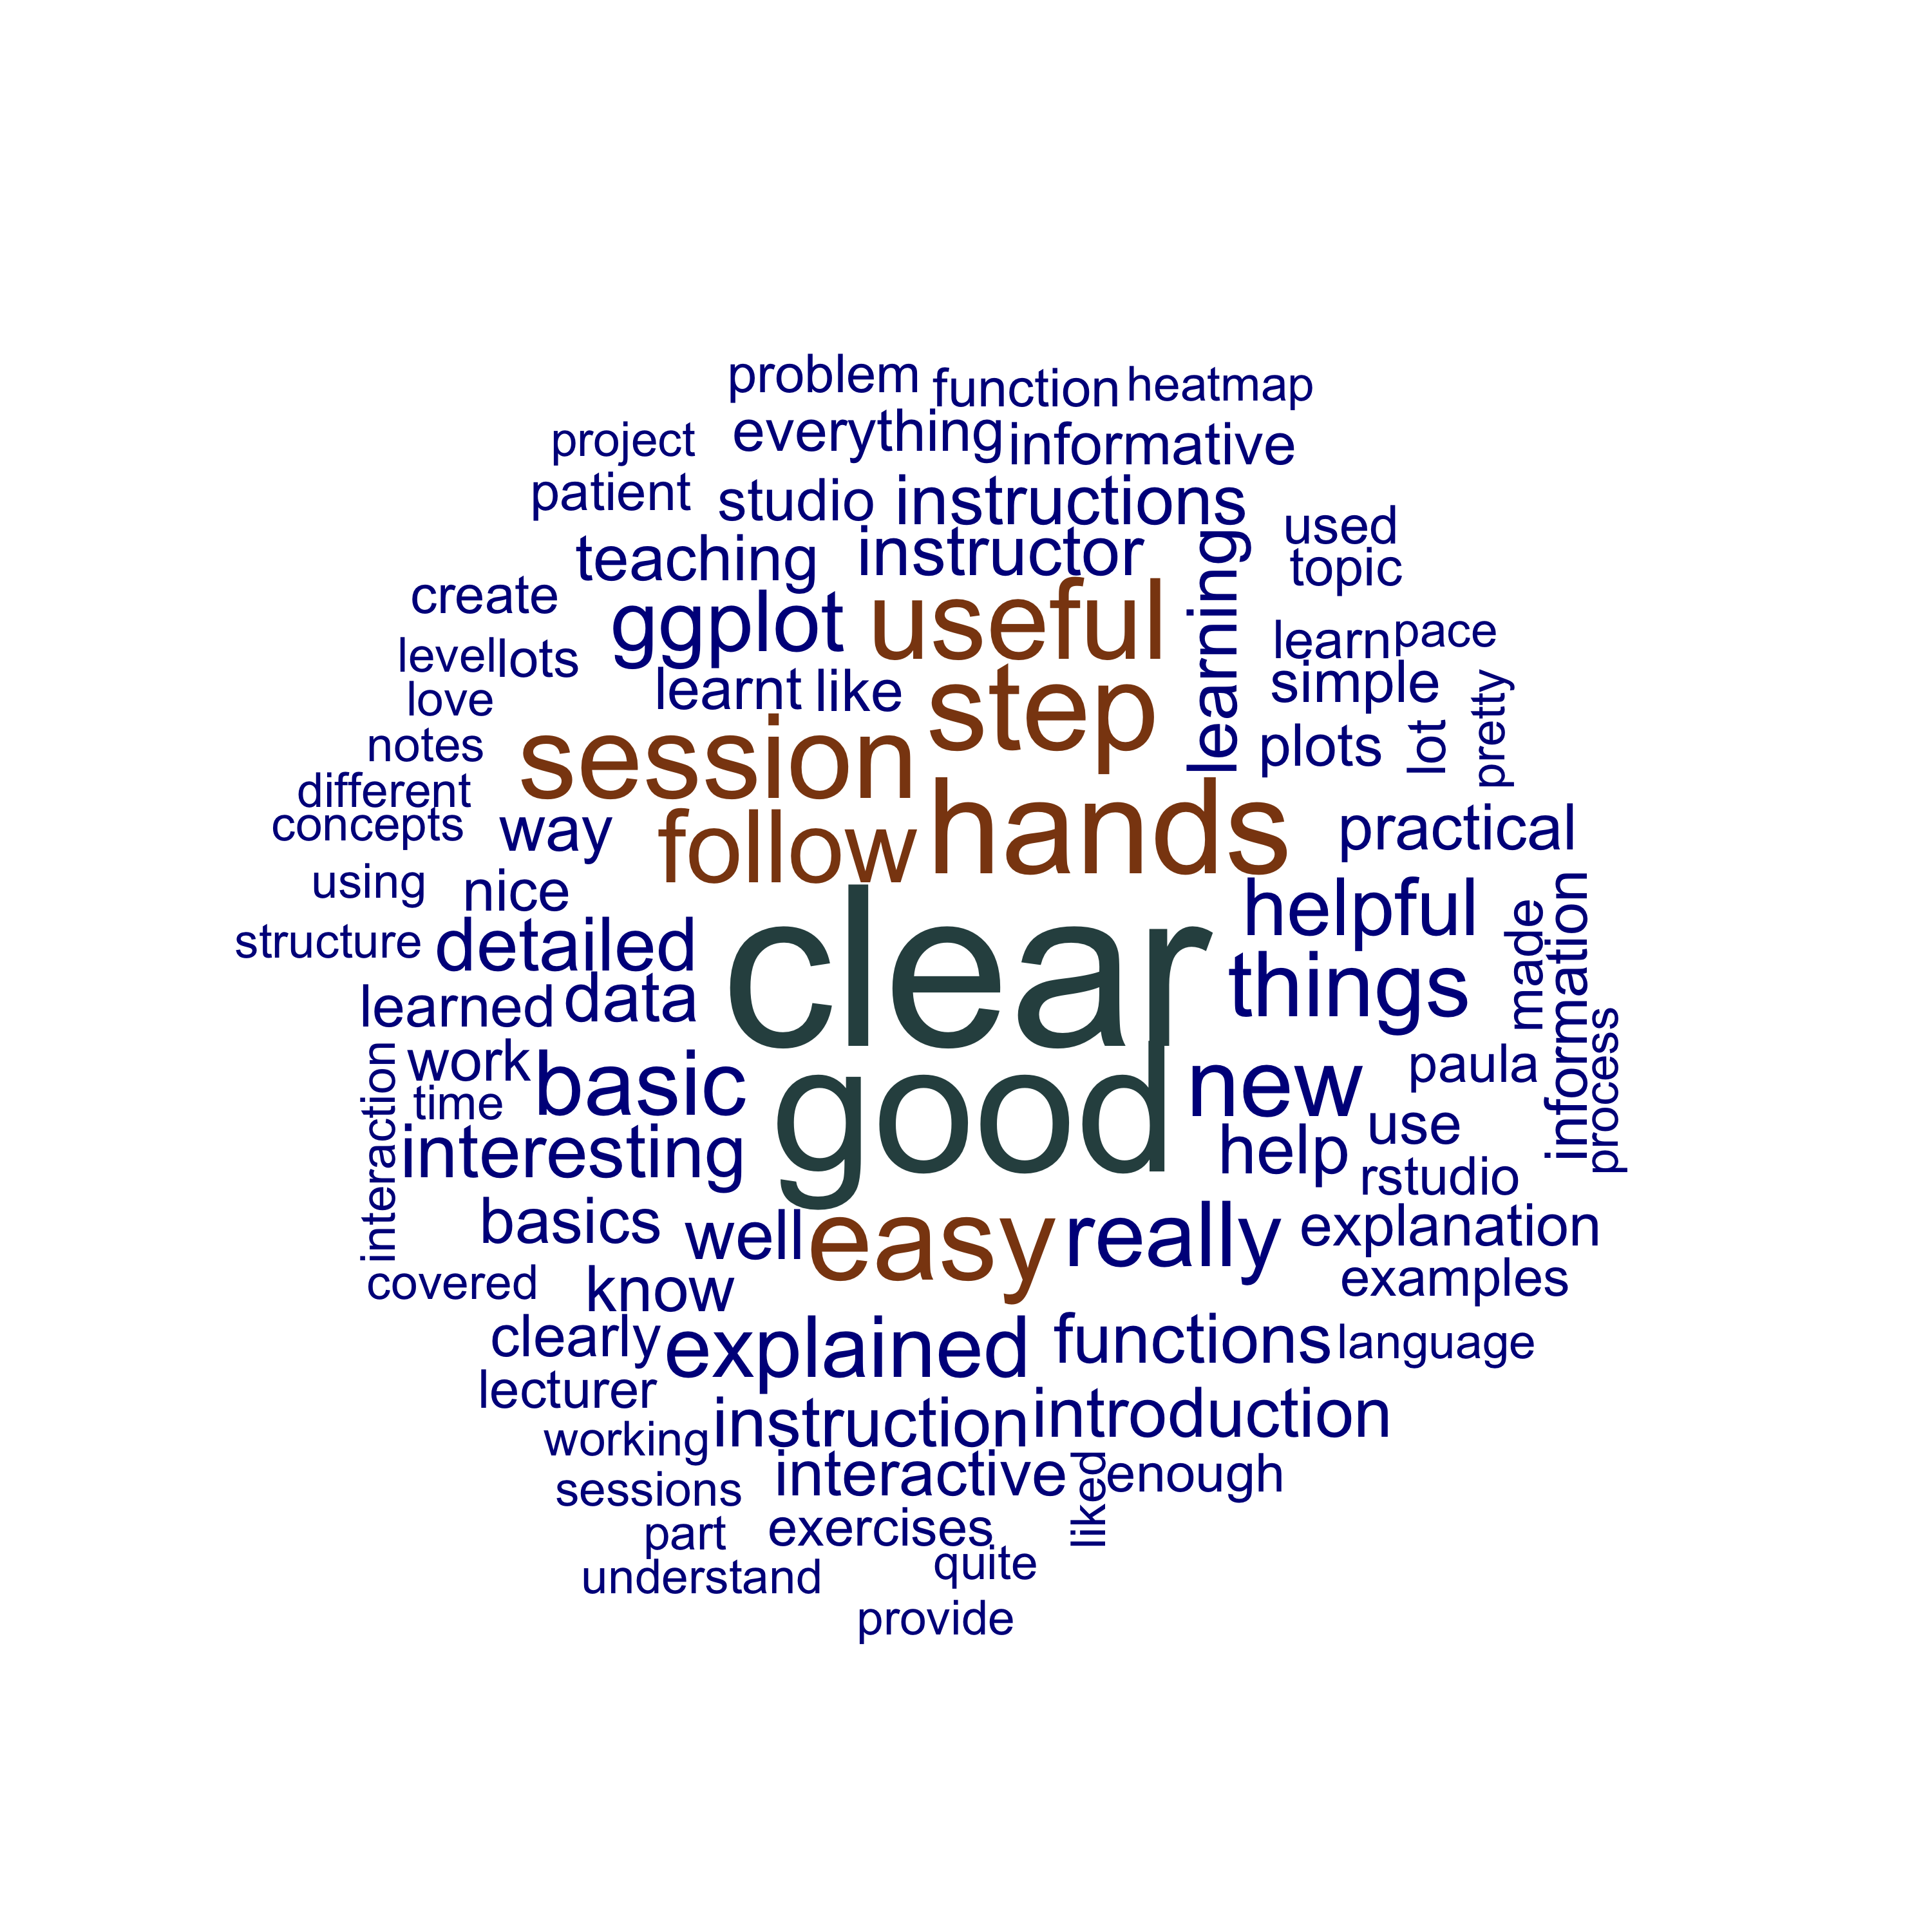 problem
function
heatmap
project
everything
informative
patient
studio
instructions
used
teaching
instructor
learning
topic
create
ggplot
useful
learn
pace
level
lots
learnt
like
step
simple
love
session
plots
lot
pretty
notes
different
concepts
way
follow
hands
practical
using
nice
clear
helpful
made
information
structure
detailed
things
learned
data
process
interaction
work
basic
good
new
paula
time
use
interesting
help
rstudio
basics
well
easy
really
explanation
covered
know
examples
clearly
explained
functions
language
lecturer
instruction
introduction
working
interactive
liked
enough
sessions
part
exercises
understand
quite
provide